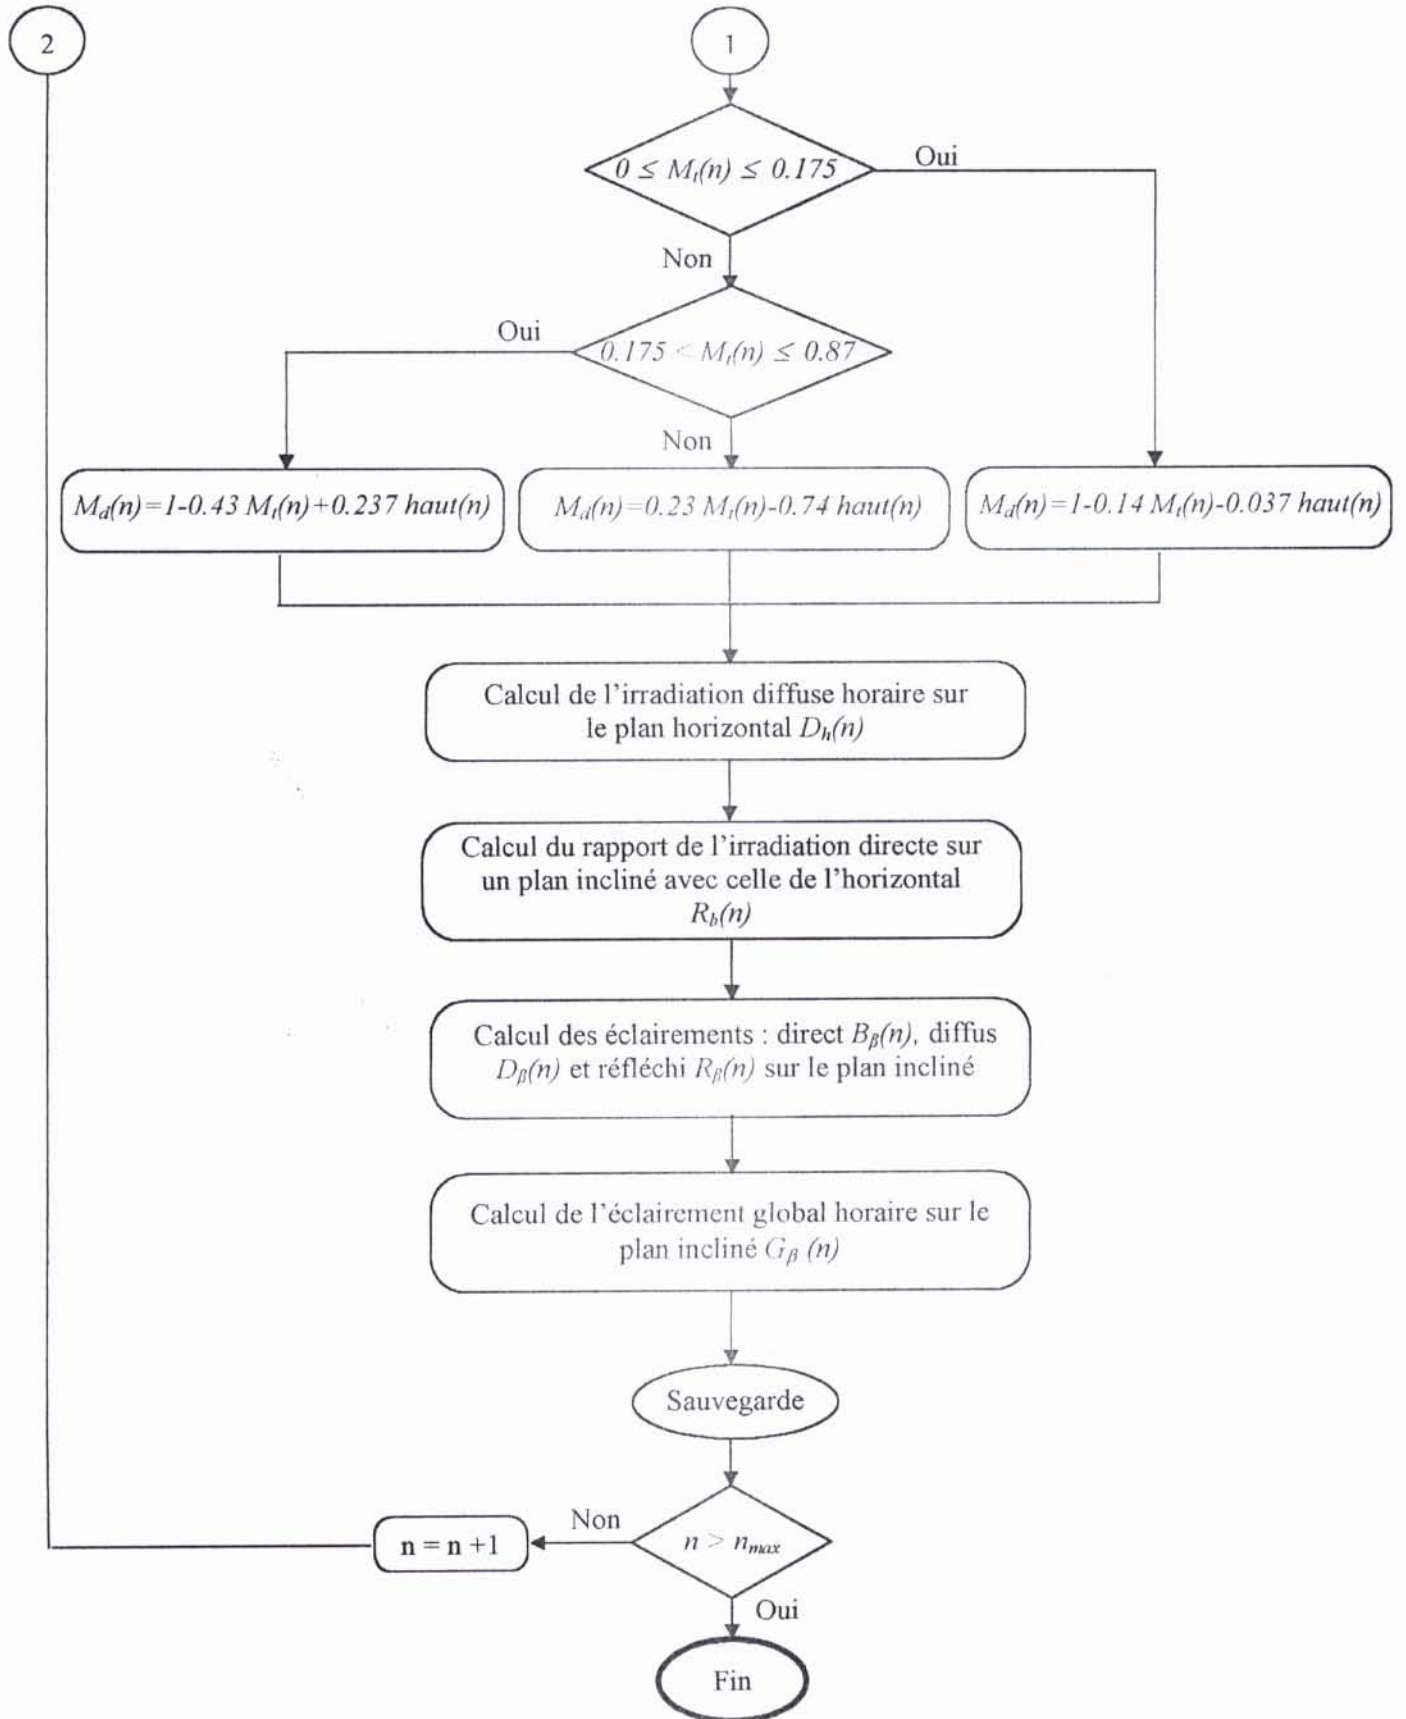 2
1
0 ≤ Mt(n) ≤ 0.175
Oui
Non
0.175 < Mt(n) ≤ 0.87
Oui
Non
Md(n)=1-0.43 Mt(n)+0.237 haut(n)
Md(n)=0.23 Mt(n)-0.74 haut(n)
Md(n)=1-0.14 Mt(n)-0.037 haut(n)
Calcul de l'irradiation diffuse horaire sur
le plan horizontal Dh(n)
Calcul du rapport de l'irradiation directe sur
un plan incliné avec celle de l'horizontal
Rb(n)
Calcul des éclairements : direct Bβ(n), diffus
Dβ(n) et réfléchi Rβ(n) sur le plan incliné
Calcul de l'éclairement global horaire sur le
plan incliné Gβ (n)
Sauvegarde
n > nmax
Non
n = n +1
Oui
Fin